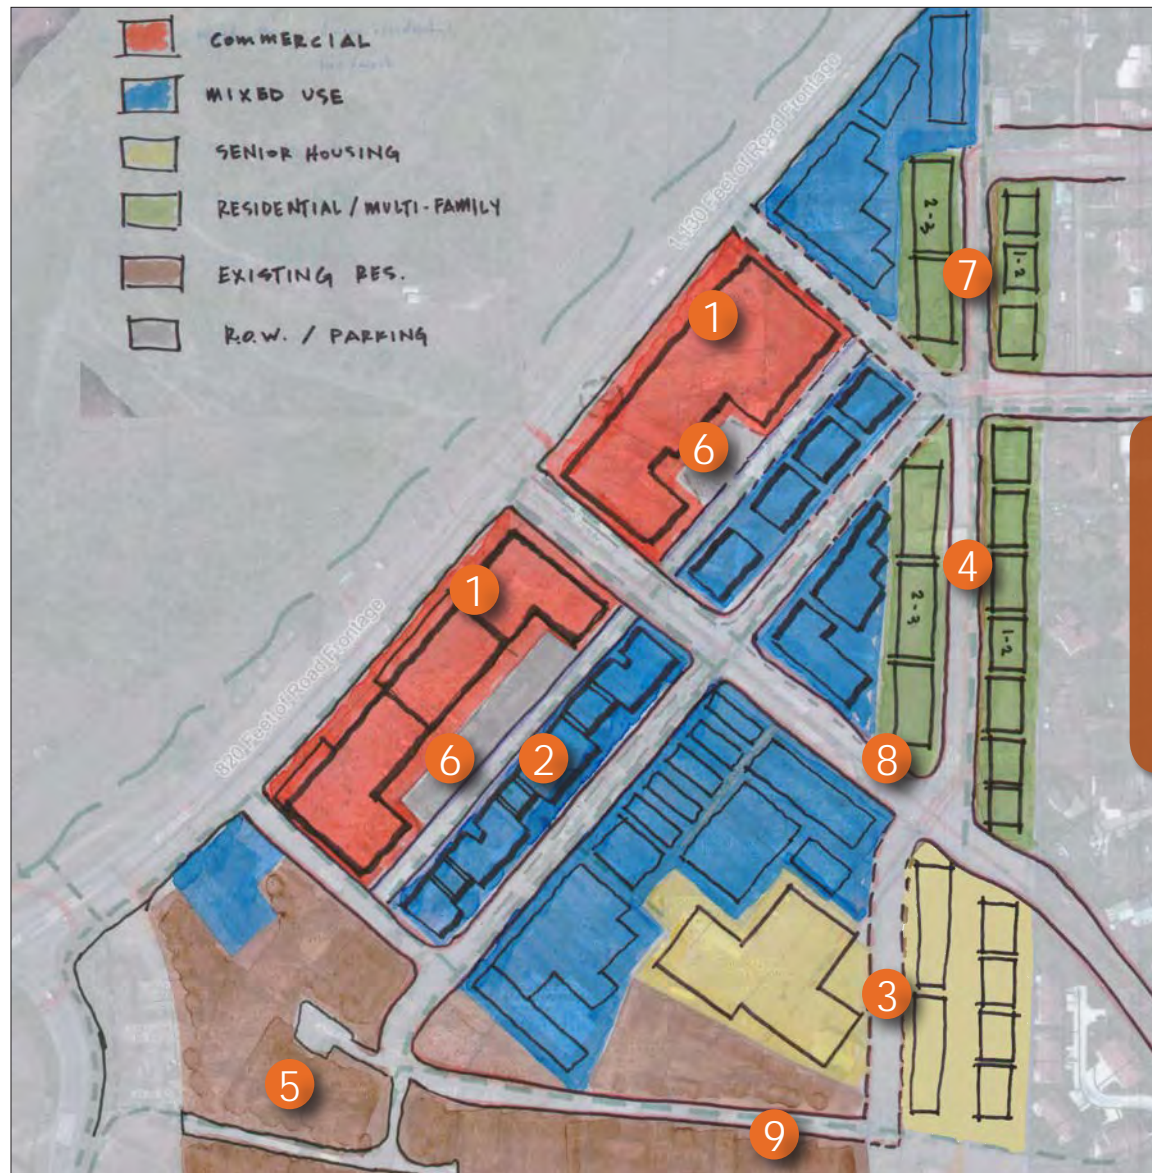 COMMERCIAL
MIXED USE
SENIOR HOUSING
RESIDENTIAL / MULTI-FAMILY
EXISTING RES.
R.O.W. / PARKING
1,130 Feet of Road Frontage
820 Feet of Road Frontage
2-3
1-2
7
1
6
4
2-3
1-2
1
6
2
8
3
5
9